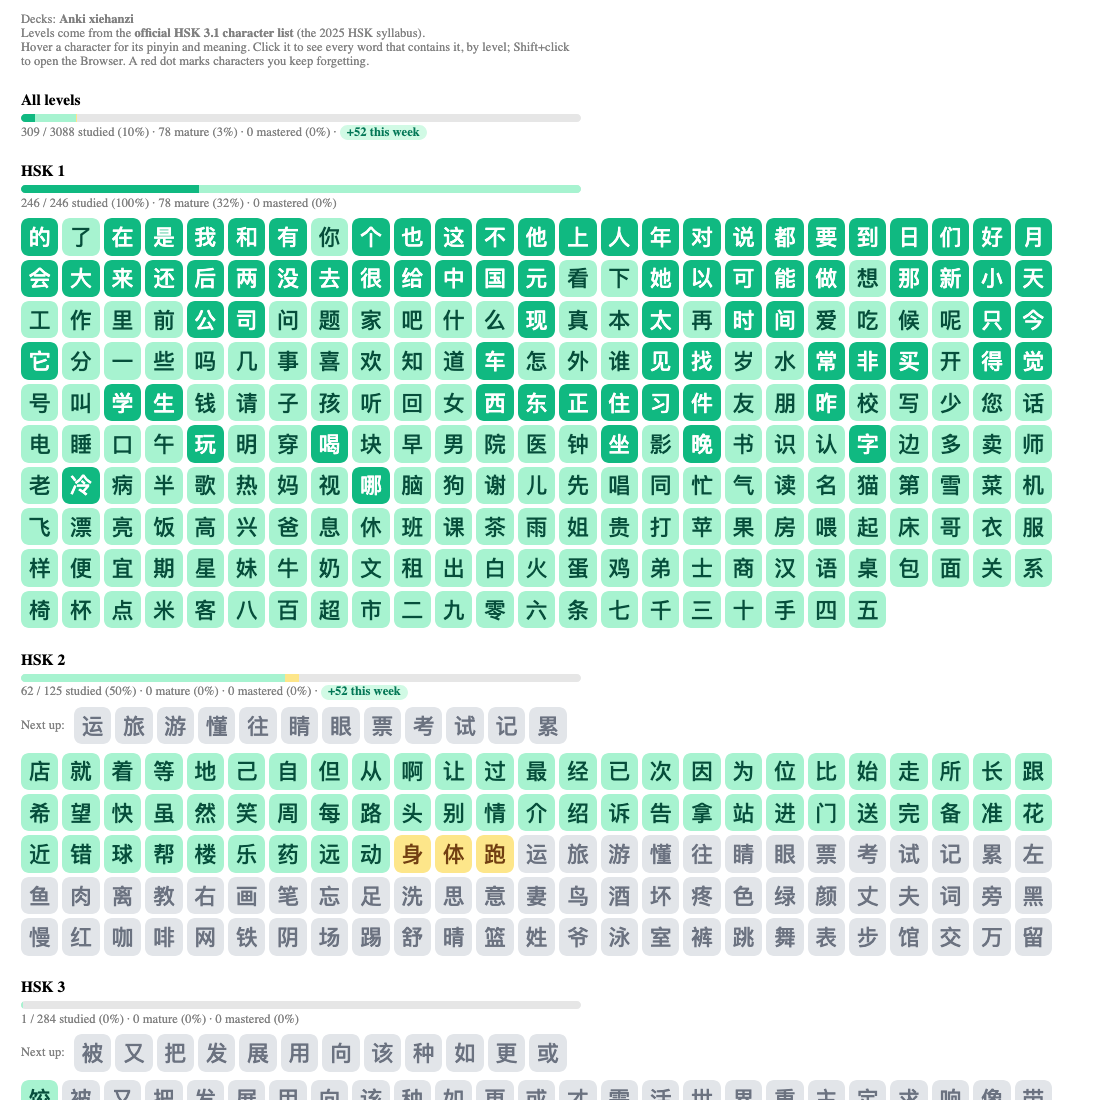 Decks: Anki xiehanzi
Levels come from the official HSK 3.1 character list (the 2025 HSK syllabus).
Hover a character for its pinyin and meaning. Click it to see every word that contains it, by level; Shift+click
to open the Browser. A red dot marks characters you keep forgetting.
All levels
309 / 3088 studied (10%) · 78 mature (3%) · 0 mastered (0%) · +52 this week
HSK 1
246 / 246 studied (100%) · 78 mature (32%) · 0 mastered (0%)
的 了 在 是 我 和 有 你 个 也 这 不 他 上 人 年 对 说 都 要 到 日 们 好 月
会 大 来 还 后 两 没 去 很 给 中 国 元 看 下 她 以 可 能 做 想 那 新 小 天
工 作 里 前 公 司 问 题 家 吧 什 么 现 真 本 太 再 时 间 爱 吃 候 呢 只 今
它 分 一 些 吗 几 事 喜 欢 知 道 车 怎 外 谁 见 找 岁 水 常 非 买 开 得 觉
号 叫 学 生 钱 请 子 孩 听 回 女 西 东 正 住 习 件 友 朋 昨 校 写 少 您 话
电 睡 口 午 玩 明 穿 喝 块 早 男 院 医 钟 坐 影 晚 书 识 认 字 边 多 卖 师
老 冷 病 半 歌 热 妈 视 哪 脑 狗 谢 儿 先 唱 同 忙 气 读 名 猫 第 雪 菜 机
飞 漂 亮 饭 高 兴 爸 息 休 班 课 茶 雨 姐 贵 打 苹 果 房 喂 起 床 哥 衣 服
样 便 宜 期 星 妹 牛 奶 文 租 出 白 火 蛋 鸡 弟 士 商 汉 语 桌 包 面 关 系
椅 杯 点 米 客 八 百 超 市 二 九 零 六 条 七 千 三 十 手 四 五
HSK 2
62 / 125 studied (50%) · 0 mature (0%) · 0 mastered (0%) · +52 this week
Next up: 运 旅 游 懂 往 睛 眼 票 考 试 记 累
店 就 着 等 地 己 自 但 从 啊 让 过 最 经 已 次 因 为 位 比 始 走 所 长 跟
希 望 快 虽 然 笑 周 每 路 头 别 情 介 绍 诉 告 拿 站 进 门 送 完 备 准 花
近 错 球 帮 楼 乐 药 远 动 身 体 跑 运 旅 游 懂 往 睛 眼 票 考 试 记 累 左
鱼 肉 离 教 右 画 笔 忘 足 洗 思 意 妻 鸟 酒 坏 疼 色 绿 颜 丈 夫 词 旁 黑
慢 红 咖 啡 网 铁 阴 场 踢 舒 晴 篮 姓 爷 泳 室 裤 跳 舞 表 步 馆 交 万 留
HSK 3
1 / 284 studied (0%) · 0 mature (0%) · 0 mastered (0%)
Next up: 被 又 把 发 展 用 向 该 种 如 更 或
饺 被 又 把 发 展 用 向 该 种 如 更 或 才 需 活 世 界 重 主 定 求 响 像 带